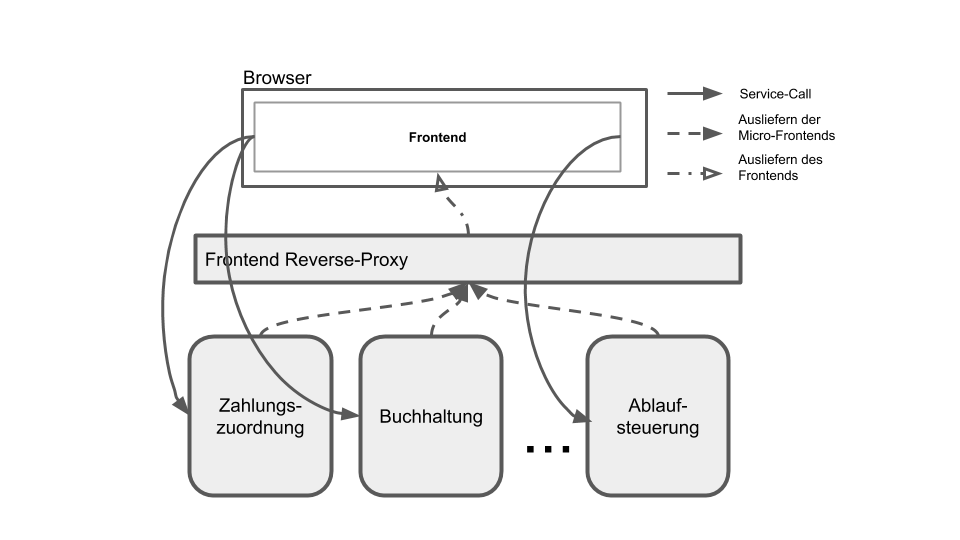 Browser
Frontend
Service-Call
Ausliefern der
Micro-Frontends
Ausliefern des
Frontends
Frontend Reverse-Proxy
Zahlungs-
zuordnung
Buchhaltung
...
Ablauf-
steuerung